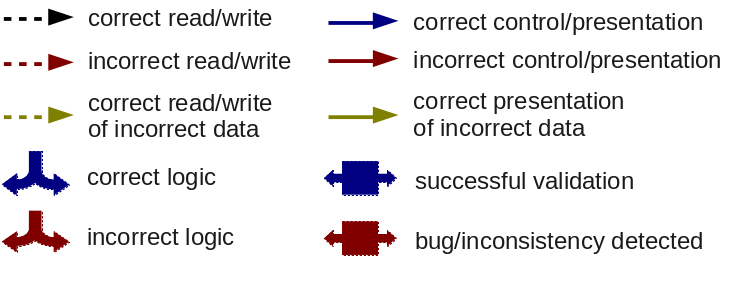 correct read/write
incorrect read/write
correct read/write
of incorrect data
correct logic
incorrect logic
correct control/presentation
incorrect control/presentation
correct presentation
of incorrect data
successful validation
bug/inconsistency detected